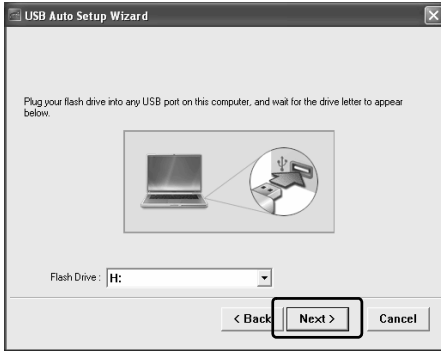 USB Auto Setup Wizard
Plug your flash drive into any USB port on this computer, and wait for the drive letter to appear
below.
Flash Drive : H:
< Back Next > Cancel